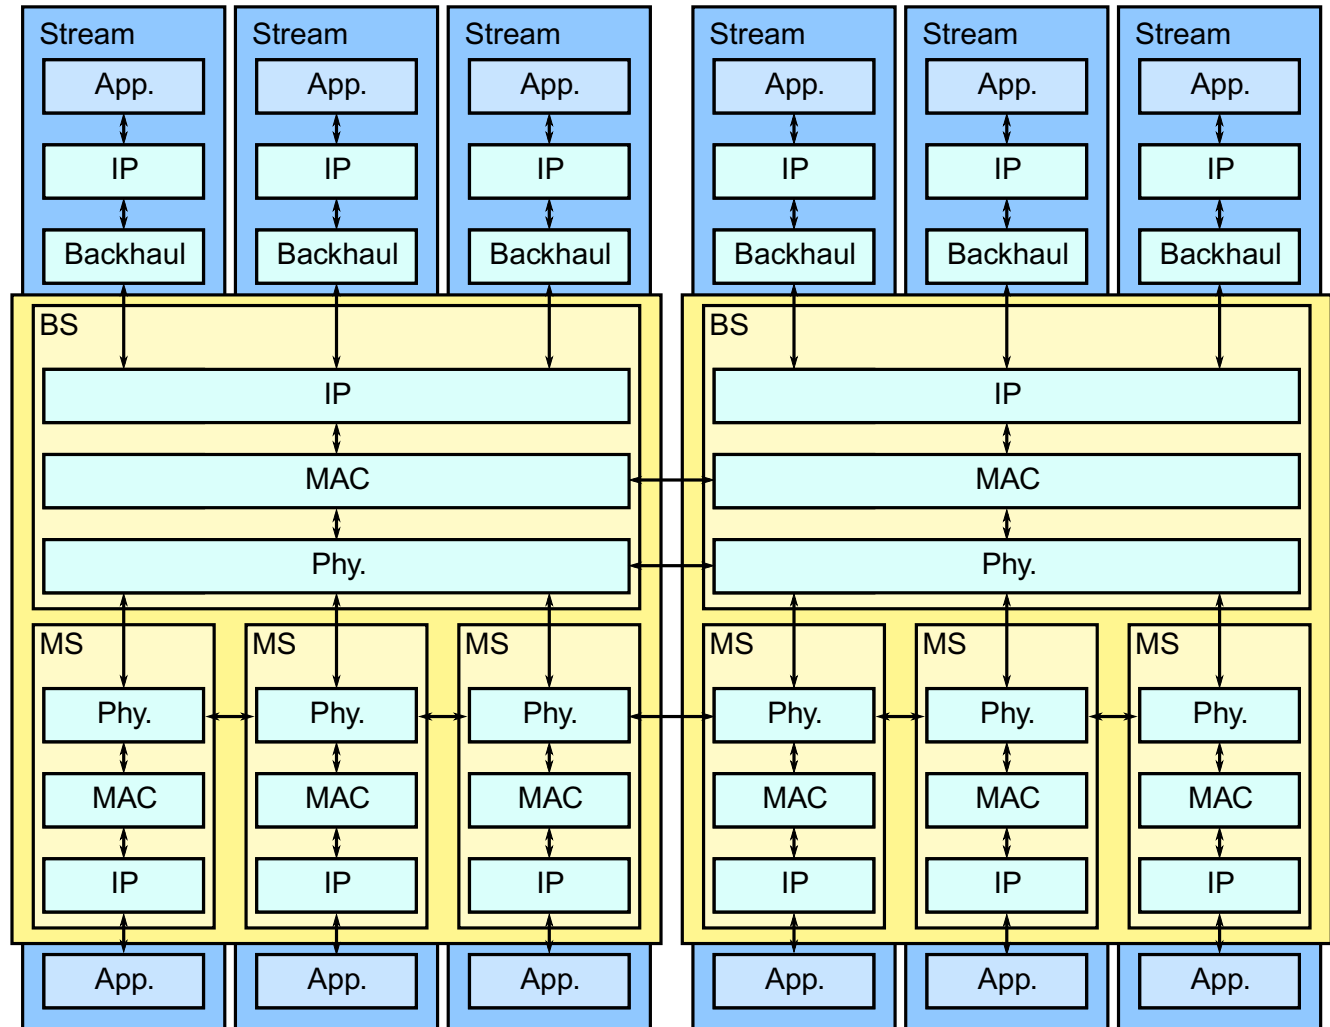 Stream Stream Stream Stream Stream Stream
App. App. App. App. App. App.
IP IP IP IP IP IP
Backhaul Backhaul Backhaul Backhaul Backhaul Backhaul
BS BS
IP IP
MAC MAC
Phy. Phy.
MS MS MS MS MS MS
Phy. Phy. Phy. Phy. Phy. Phy.
MAC MAC MAC MAC MAC MAC
IP IP IP IP IP IP
App. App. App. App. App. App.